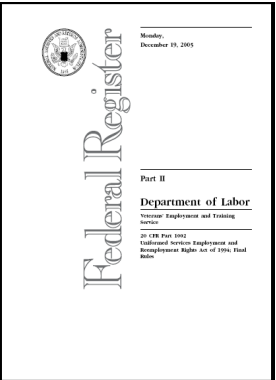 Federal Register
Monday,
December 19, 2005
Part II
Department of Labor
Veterans' Employment and Training
Service
20 CFR Part 1002
Uniformed Services Employment and
Reemployment Rights Act of 1994; Final
Rules